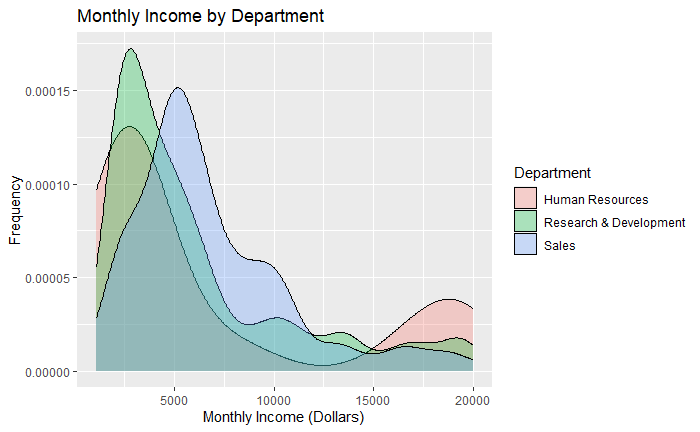 Monthly Income by Department
Frequency
0.00015
0.00010
0.00005
0.00000
5000 10000 15000 20000
Monthly Income (Dollars)
Department
Human Resources
Research & Development
Sales